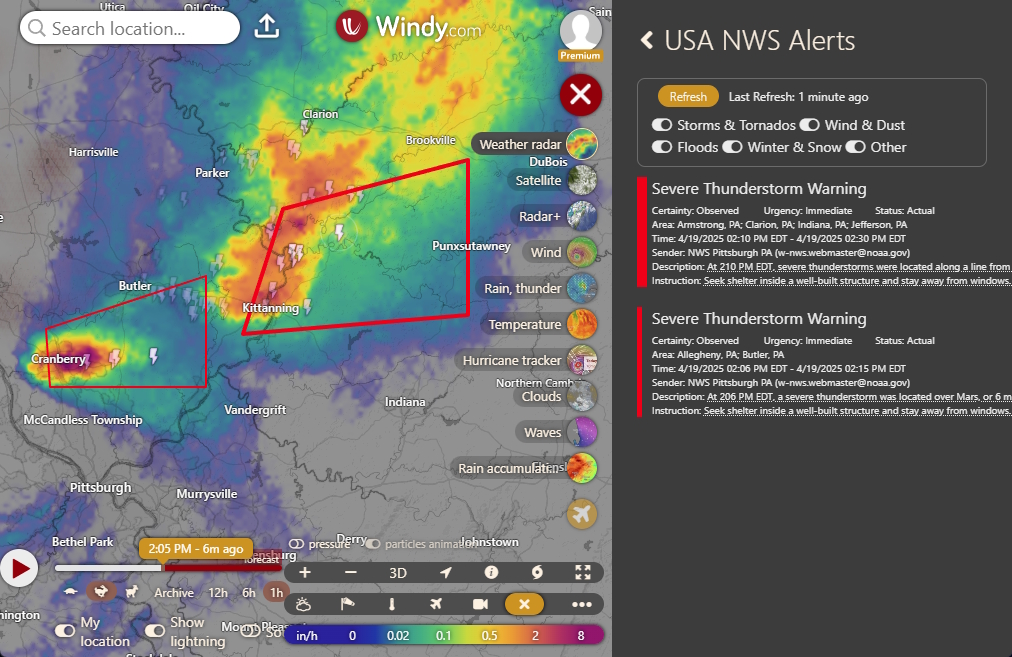 Utica
Oil City
Search location...
Windy.com
Premium
Clarion
Harrisville
Brookville
Weather radar
DuBois
Parker
Satellite
Radar+
Punxsutawney
Wind
Butler
Rain, thunder
Kittanning
Temperature
Cranberry
Hurricane tracker
Northern Camb
Clouds
Indiana
Vandergrift
McCandless Township
Waves
Rain accumulati...
Pittsburgh
Murrysville
Bethel Park
Derry
Johnstown
2:05 PM - 6m ago
pressure
particles animation
forecast
3D
Archive
12h
6h
1h
My location
Show lightning
in/h 0 0.02 0.1 0.5 2 8
USA NWS Alerts
Refresh
Last Refresh: 1 minute ago
Storms & Tornados
Wind & Dust
Floods
Winter & Snow
Other
Severe Thunderstorm Warning
Certainty: Observed Urgency: Immediate Status: Actual
Area: Armstrong, PA; Clarion, PA; Indiana, PA; Jefferson, PA
Time: 4/19/2025 02:10 PM EDT - 4/19/2025 02:30 PM EDT
Sender: NWS Pittsburgh PA (w-nws.webmaster@noaa.gov)
Description: At 210 PM EDT, severe thunderstorms were located along a line from
Instruction: Seek shelter inside a well-built structure and stay away from windows.
Severe Thunderstorm Warning
Certainty: Observed Urgency: Immediate Status: Actual
Area: Allegheny, PA; Butler, PA
Time: 4/19/2025 02:06 PM EDT - 4/19/2025 02:15 PM EDT
Sender: NWS Pittsburgh PA (w-nws.webmaster@noaa.gov)
Description: At 206 PM EDT, a severe thunderstorm was located over Mars, or 6 m
Instruction: Seek shelter inside a well-built structure and stay away from windows.